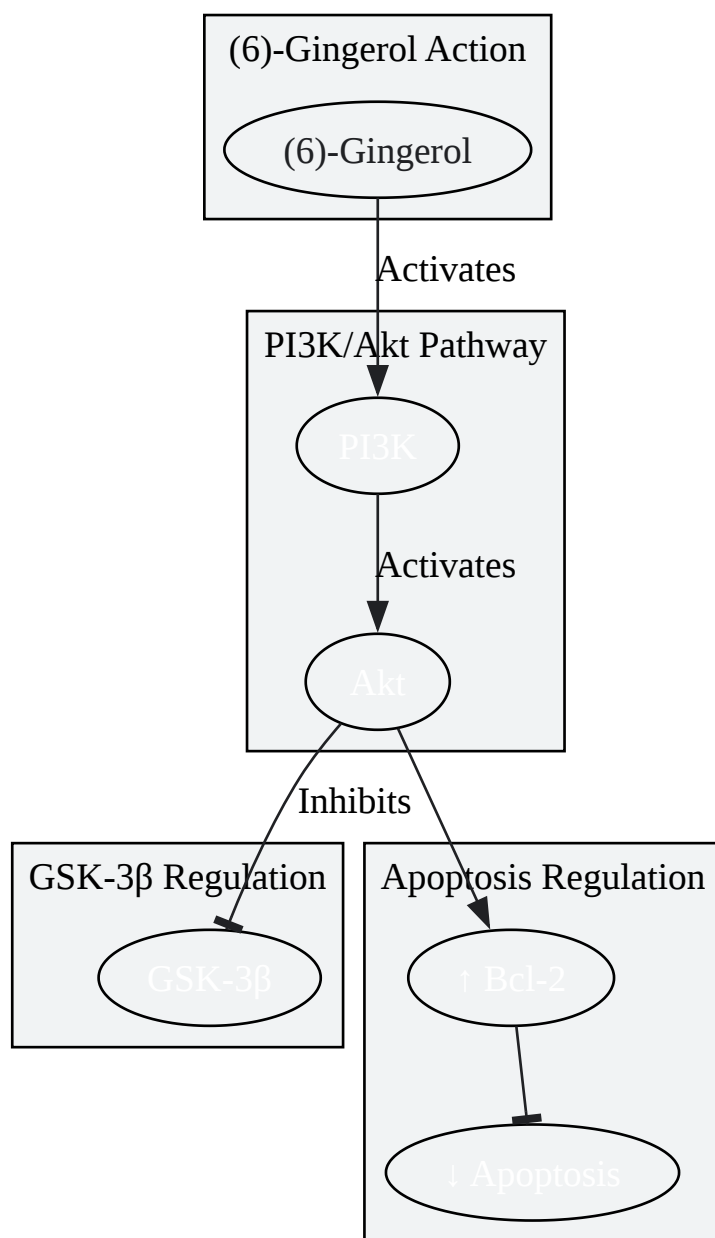 (6)-Gingerol Action
(6)-Gingerol
Activates
PI3K/Akt Pathway
PI3K
Activates
Akt
Inhibits
GSK-3β Regulation
GSK-3β
Apoptosis Regulation
↑ Bcl-2
↓ Apoptosis